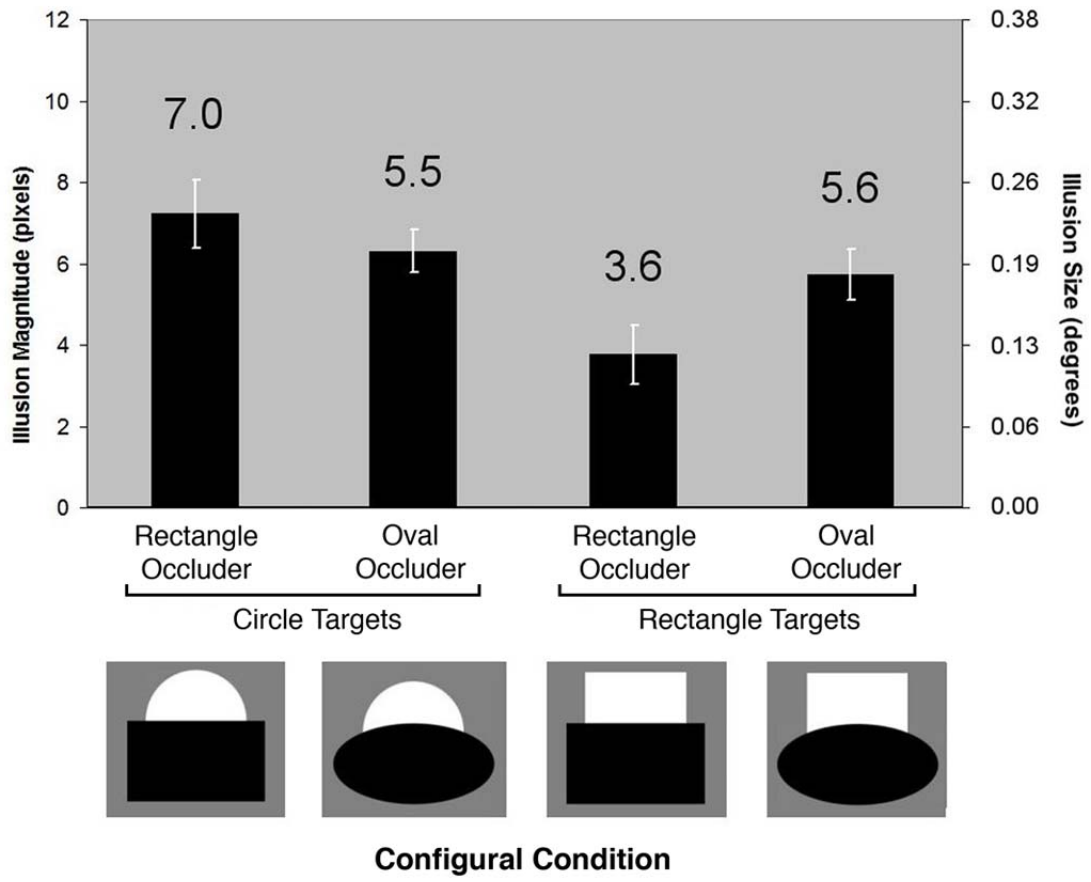 12
10
8
6
4
2
0
Illusion Magnitude (pixels)
0.38
0.32
0.26
0.19
0.13
0.06
0.00
Illusion Size (degrees)
7.0
5.5
3.6
5.6
Rectangle
Occluder
Oval
Occluder
Rectangle
Occluder
Oval
Occluder
Circle Targets
Rectangle Targets
Configural Condition